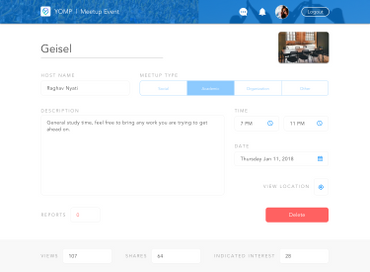 YOMP | Meetup Event
Logout
Geisel
HOST NAME
Raghav Nyati
MEETUP TYPE
Social
Academic
Organization
Other
DESCRIPTION
General study time, feel free to bring any work you are trying to get
ahead on.
TIME
7 PM
11 PM
DATE
Thursday Jan 11, 2018
VIEW LOCATION
REPORTS
0
Delete
VIEWS
107
SHARES
64
INDICATED INTEREST
28